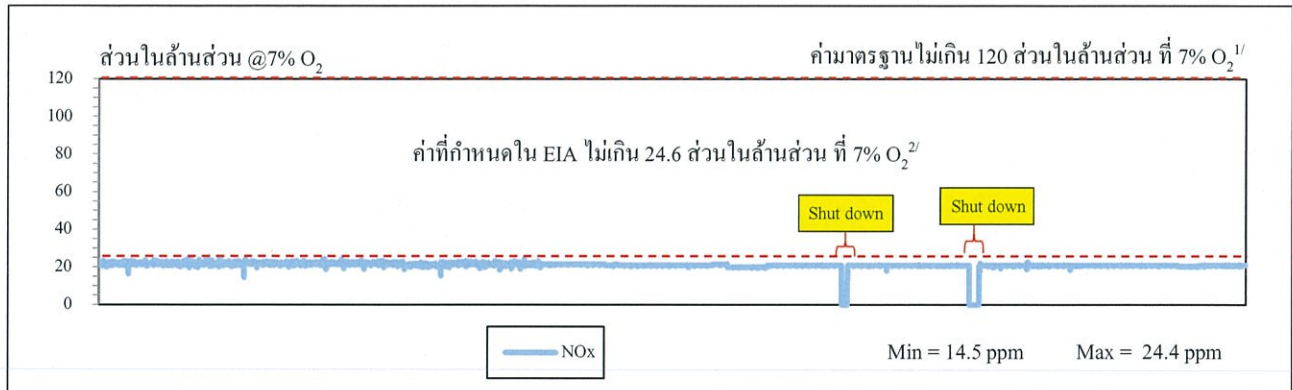 ส่วนในล้านส่วน @7% O2
ค่ามาตรฐานไม่เกิน 120 ส่วนในล้านส่วน ที่ 7% O2 1/
120
100
80
60
40
20
0
ค่าที่กำหนดใน EIA ไม่เกิน 24.6 ส่วนในล้านส่วน ที่ 7% O2 2/
Shut down
Shut down
NOx
Min = 14.5 ppm
Max = 24.4 ppm